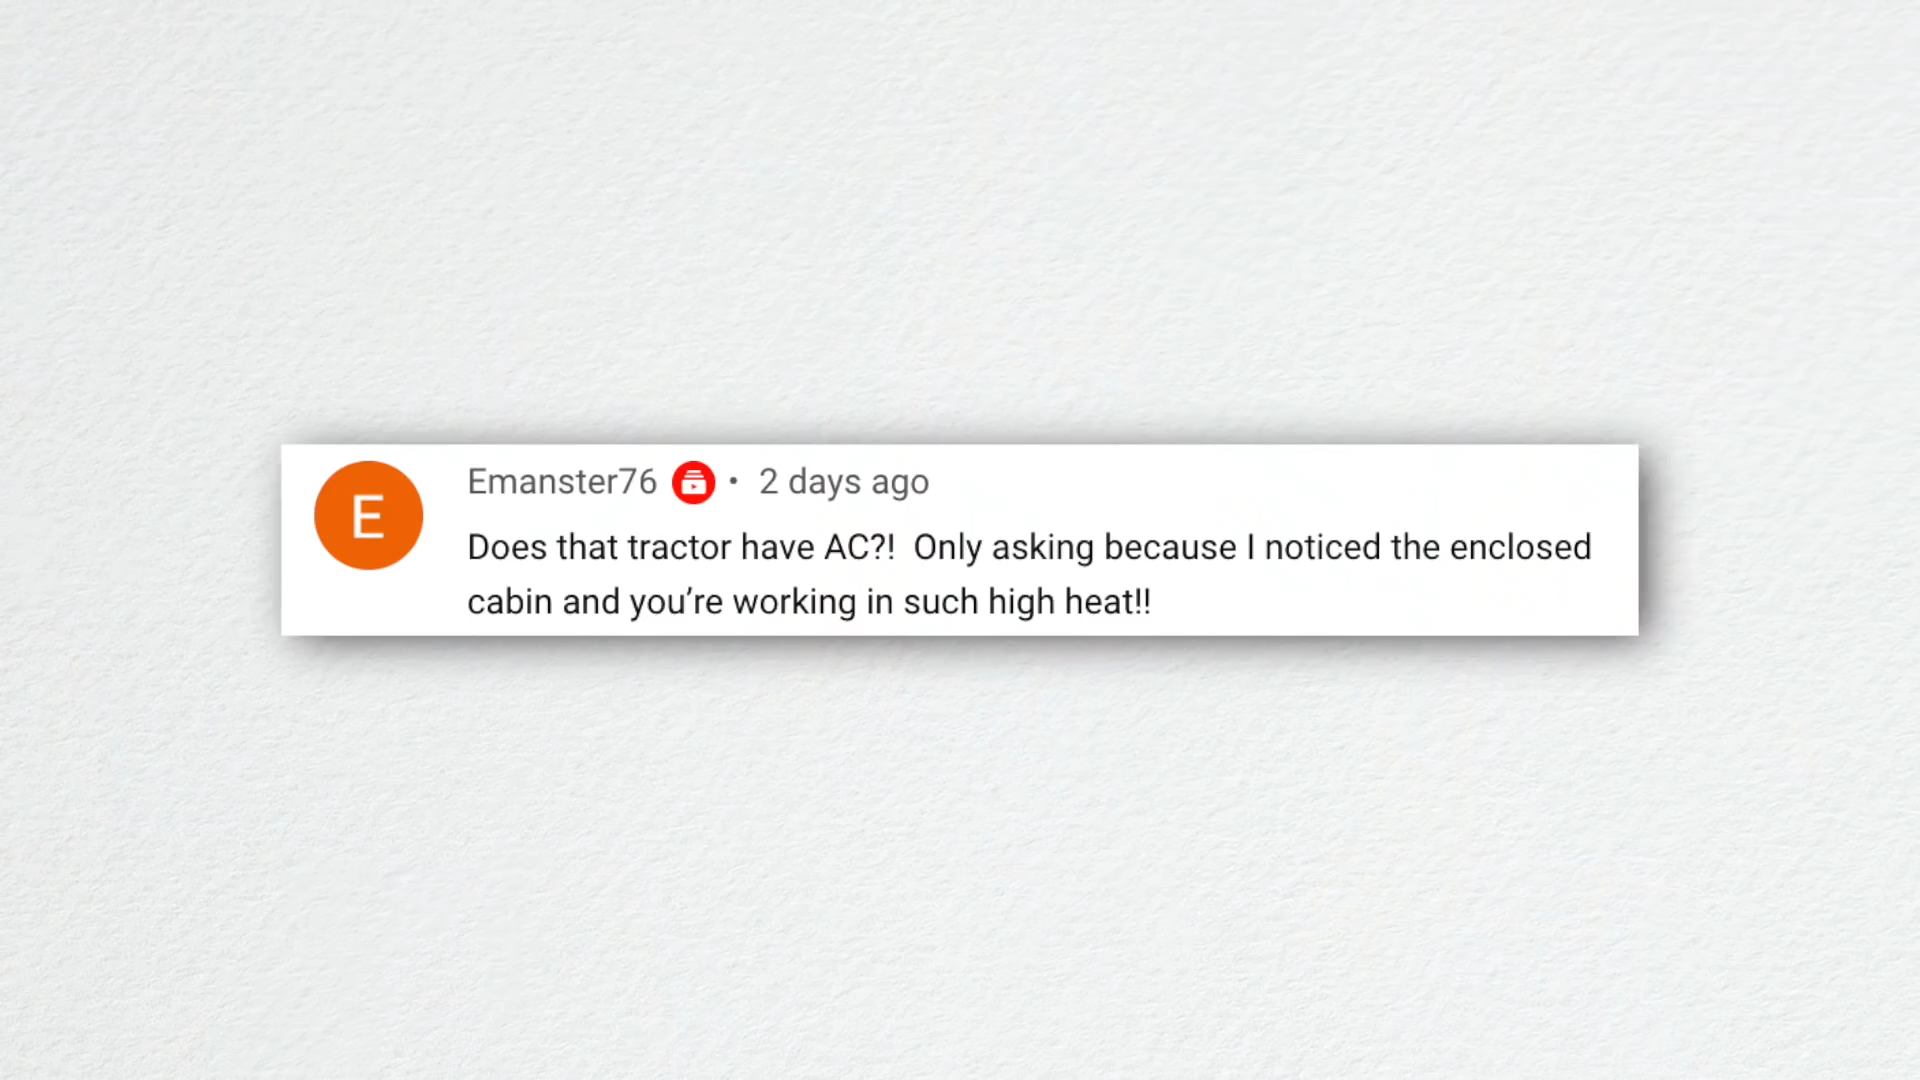 E
Emanster76 • 2 days ago
Does that tractor have AC?!  Only asking because I noticed the enclosed
cabin and you’re working in such high heat!!